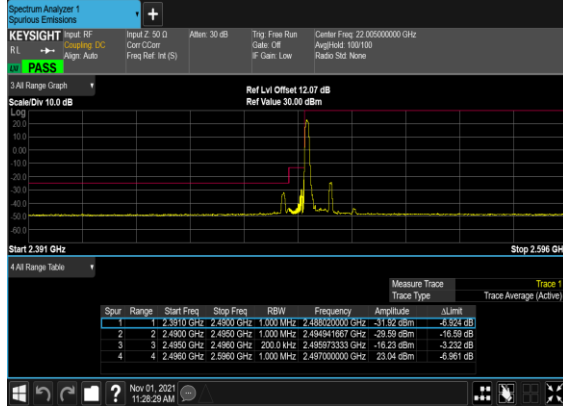 Spectrum Analyzer 1
Spurious Emissions
+
KEYSIGHT Input: RF Input Z: 50 Ω Atten: 30 dB Trig: Free Run Center Freq: 22.005000000 GHz
RL Coupling: DC Corr CCorr Gate: Off Avg|Hold: 100/100
Align: Auto Freq Ref: Int (S) IF Gain: Low Radio Std: None
PASS
3 All Range Graph
Ref Lvl Offset 12.07 dB
Scale/Div 10.0 dB Ref Value 30.00 dBm
Log
20.0
10.0
0.00
-10.0
-20.0
-30.0
-40.0
-50.0
-60.0
Start 2.391 GHz Stop 2.596 GH
4 All Range Table
Measure Trace Trace 1
Trace Type Trace Average (Active)
Spur Range Start Freq Stop Freq RBW Frequency Amplitude ΔLimit
1 1 2.3910 GHz 2.4900 GHz 1.000 MHz 2.488020000 GHz -31.92 dBm -6.924 dB
2 2 2.4900 GHz 2.4950 GHz 1.000 MHz 2.494941667 GHz -29.59 dBm -16.59 dB
3 3 2.4950 GHz 2.4960 GHz 200.0 kHz 2.495973333 GHz -16.23 dBm -3.232 dB
4 4 2.4960 GHz 2.5960 GHz 1.000 MHz 2.497000000 GHz 23.04 dBm -6.961 dB
? Nov 01, 2021
11:28:29 AM